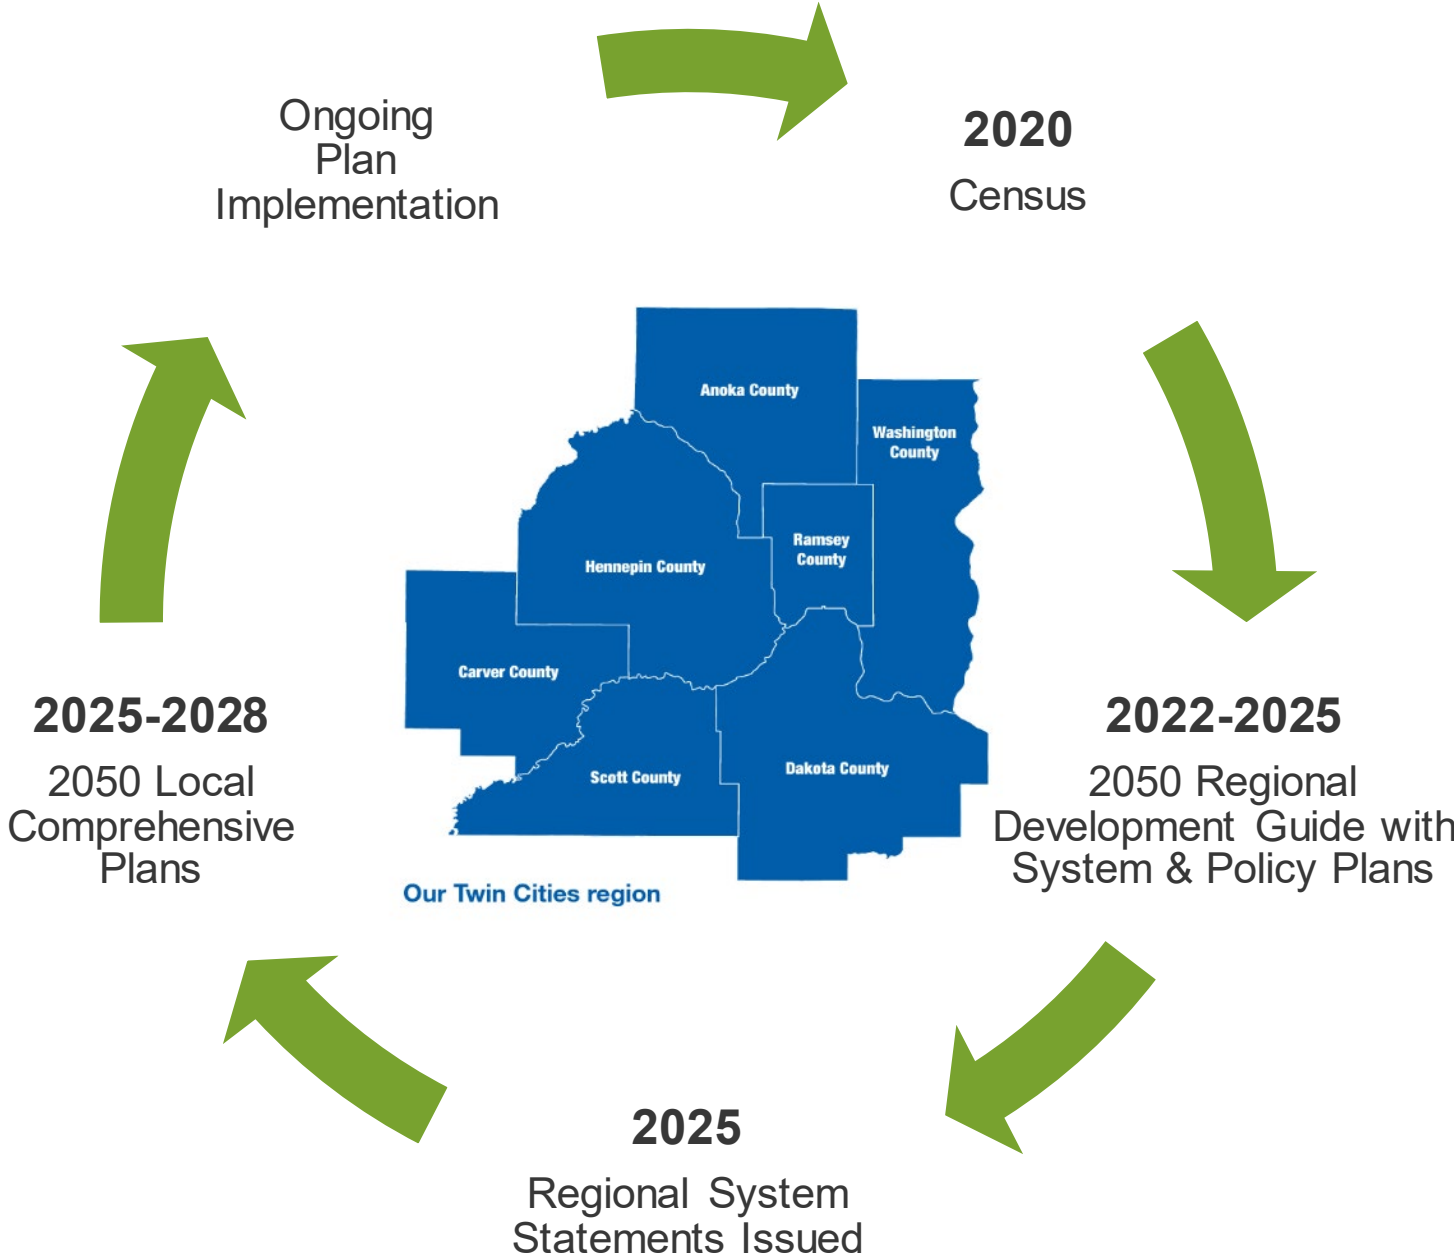 Ongoing
Plan
Implementation
2020
Census
Anoka County
Washington
County
Ramsey
County
Hennepin County
Carver County
Scott County
Dakota County
Our Twin Cities region
2022-2025
2050 Regional
Development Guide with
System & Policy Plans
2025
Regional System
Statements Issued
2025-2028
2050 Local
Comprehensive
Plans